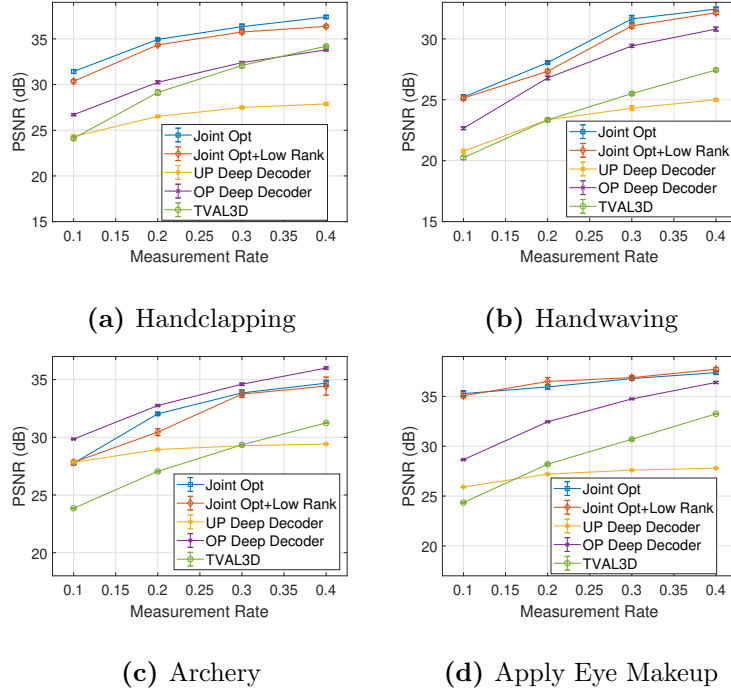 PSNR (dB)
35
30
25
20
15
Joint Opt
Joint Opt+Low Rank
UP Deep Decoder
OP Deep Decoder
TVAL3D
0.1 0.15 0.2 0.25 0.3 0.35 0.4
Measurement Rate
(a) Handclapping
PSNR (dB)
30
25
20
15
Joint Opt
Joint Opt+Low Rank
UP Deep Decoder
OP Deep Decoder
TVAL3D
0.1 0.15 0.2 0.25 0.3 0.35 0.4
Measurement Rate
(b) Handwaving
PSNR (dB)
35
30
25
20
Joint Opt
Joint Opt+Low Rank
UP Deep Decoder
OP Deep Decoder
TVAL3D
0.1 0.15 0.2 0.25 0.3 0.35 0.4
Measurement Rate
(c) Archery
PSNR (dB)
35
30
25
20
Joint Opt
Joint Opt+Low Rank
UP Deep Decoder
OP Deep Decoder
TVAL3D
0.1 0.15 0.2 0.25 0.3 0.35 0.4
Measurement Rate
(d) Apply Eye Makeup